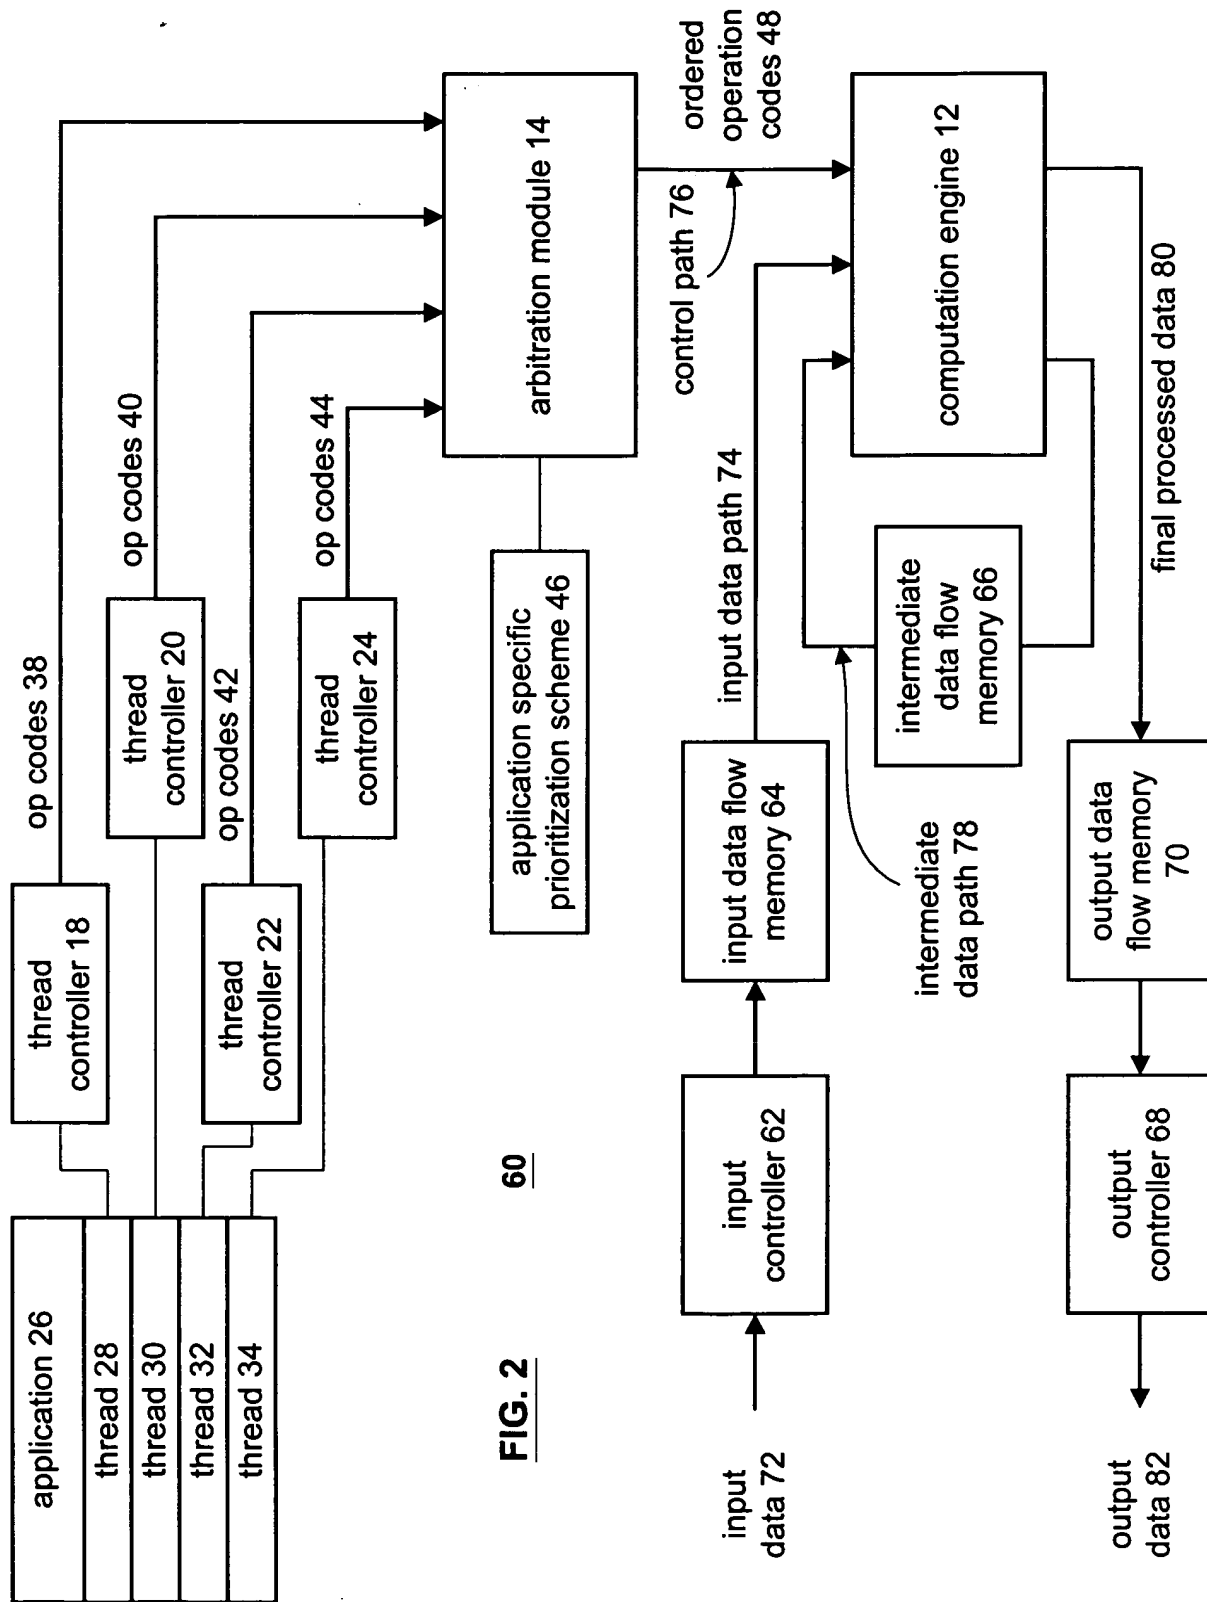 application 26
thread 28
thread 30
thread 32
thread 34
thread
controller 18
op codes 38
thread
controller 20
op codes 40
thread
controller 22
op codes 42
thread
controller 24
op codes 44
arbitration module 14
application specific
prioritization scheme 46
FIG. 2
60
control path 76
ordered
operation
codes 48
input
data 72
input
controller 62
input data flow
memory 64
input data path 74
computation engine 12
intermediate
data flow
memory 66
intermediate
data path 78
output
data 82
output
controller 68
output data
flow memory
70
final processed data 80